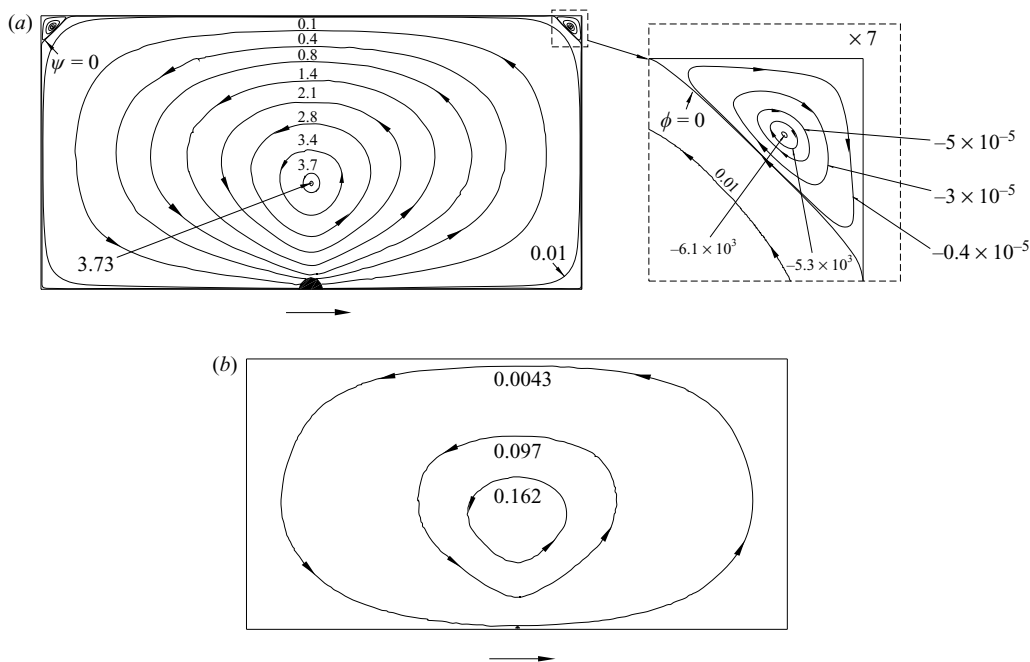 (a)
0.1
0.4
0.8
1.4
2.1
2.8
3.4
3.7
ψ = 0
3.73
0.01
× 7
ϕ = 0
0.01
–5 × 10⁻⁵
–3 × 10⁻⁵
–0.4 × 10⁻⁵
–6.1 × 10³
–5.3 × 10³
(b)
0.0043
0.097
0.162